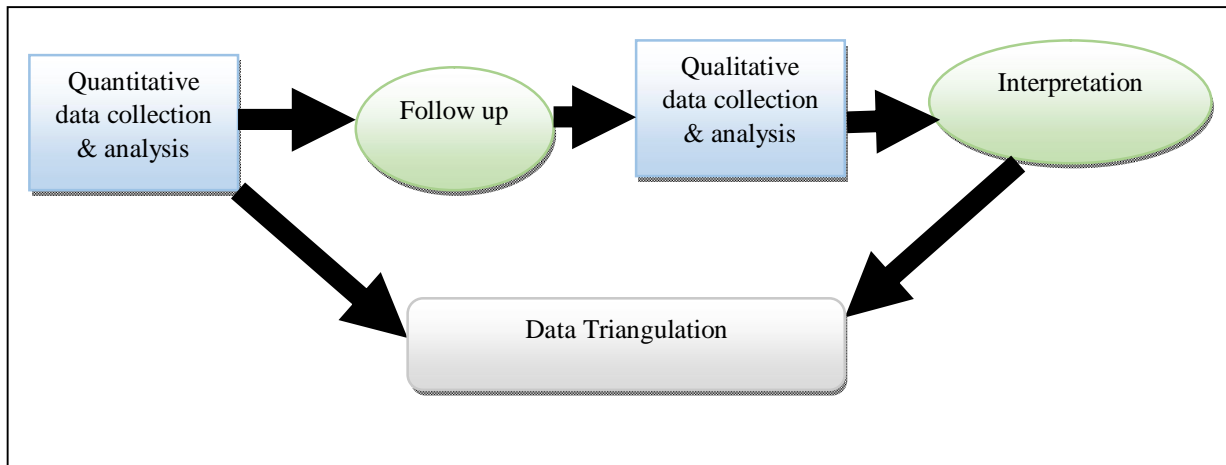 Quantitative
data collection
& analysis
Follow up
Qualitative
data collection
& analysis
Interpretation
Data Triangulation